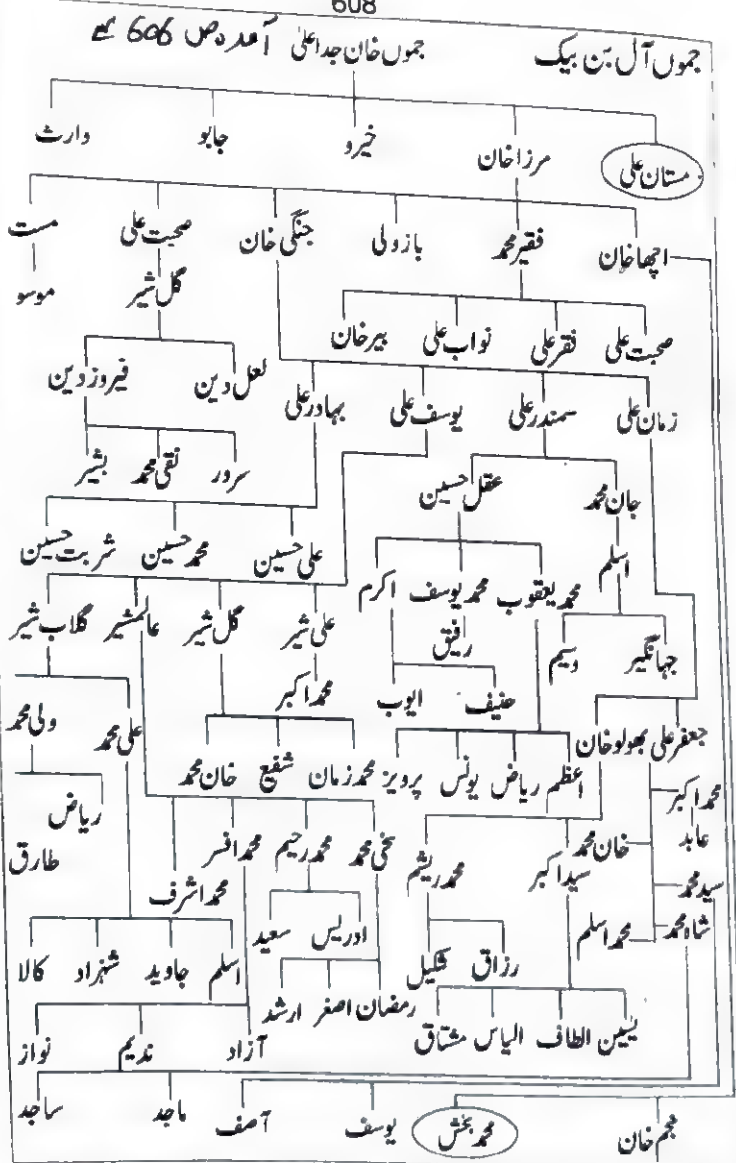 608
جموں آل بن بیک جموں خان جد اعلیٰ آمدہ ص 606 سے
مستان علی مرزا خان خیرو جابو وارث
اچھا خان فقیر محمد باز ولی جنگی خان صحبت علی مست
گل شیر موسو
صحبت علی فقر علی نواب علی بیر خان
لعل دین فیروز دین
زمان علی سمندر علی یوسف علی بہادر علی
سرور نقی محمد بشیر
جان محمد عقل حسین
علی حسین محمد حسین شربت حسین
اسلم محمد یعقوب محمد یوسف اکرم
علی شیر گل شیر عالمشیر گلاب شیر
جہانگیر وسیم رفیق
حنیف ایوب محمد اکبر
علی محمد ولی محمد
جعفر علی بھولو خان
اعظم ریاض یونس پرویز محمد زمان شفیع خان محمد
محمد اکبر ریاض
عابد خان محمد سید اکبر محمد ریشم سخی محمد محمد رحیم محمد افسر طارق
سید محمد محمد اشرف
شاہ محمد محمد اسلم
رزاق شکیل ادریس سعید
اسلم جاوید شہزاد کالا
رمضان اصغر ارشد
یسین الطاف الیاس مشتاق
آزاد ندیم نواز
نجم خان محمد بخش یوسف آصف ماجد ساجد